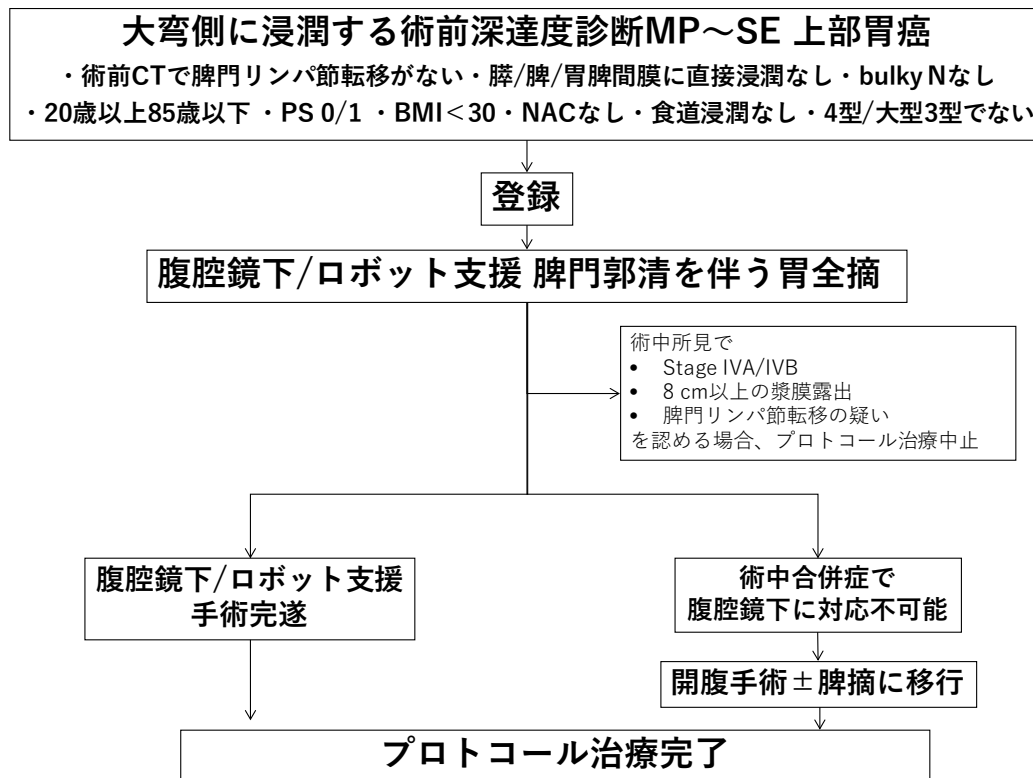 大弯側に浸潤する術前深達度診断MP～SE 上部胃癌
・術前CTで脾門リンパ節転移がない・膵/脾/胃脾間膜に直接浸潤なし・bulky Nなし
・20歳以上85歳以下 ・PS 0/1 ・BMI＜30・NACなし・食道浸潤なし・4型/大型3型でない
登録
腹腔鏡下/ロボット支援 脾門郭清を伴う胃全摘
術中所見で
• Stage IVA/IVB
• 8 cm以上の漿膜露出
• 脾門リンパ節転移の疑い
を認める場合、プロトコール治療中止
腹腔鏡下/ロボット支援
手術完遂
術中合併症で
腹腔鏡下に対応不可能
開腹手術±脾摘に移行
プロトコール治療完了